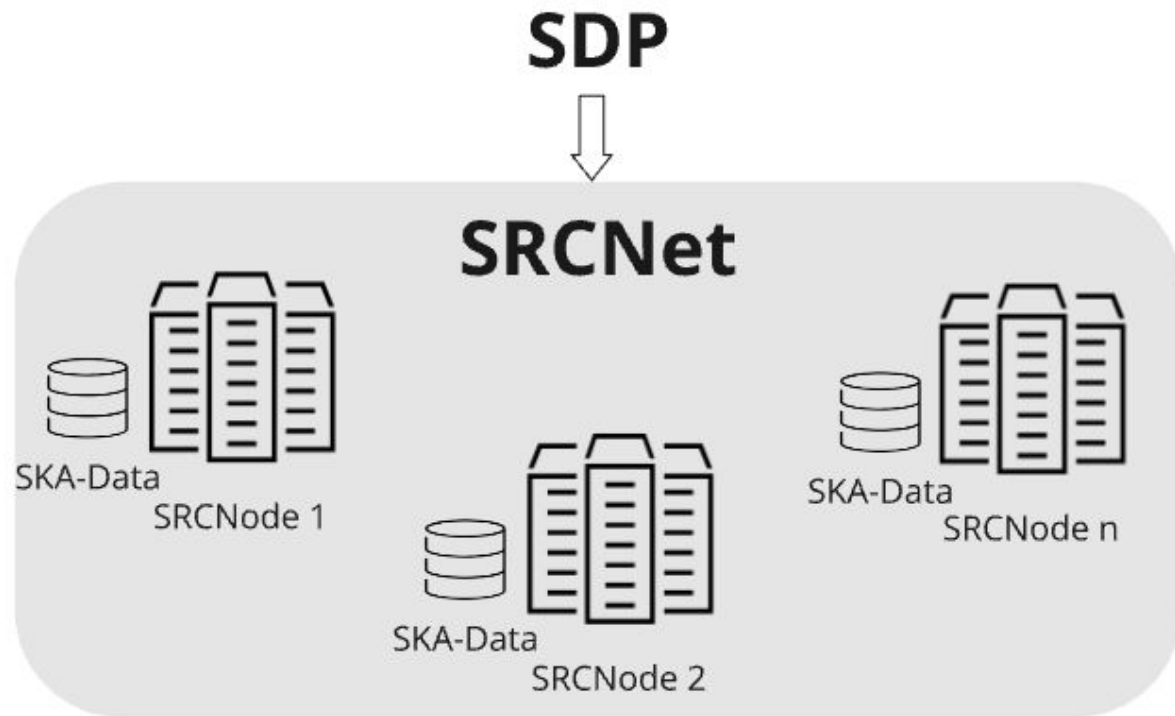 SDP
SRCNet
SKA-Data
SRCNode 1
SKA-Data
SRCNode 2
SKA-Data
SRCNode n